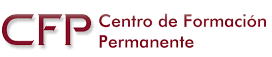 CFP Centro de Formación
Permanente